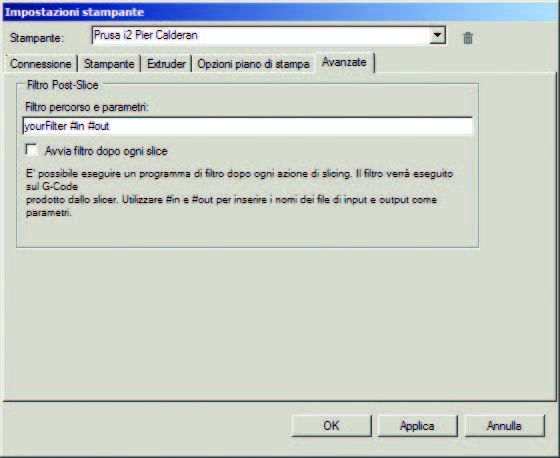 Impostazioni stampante
Stampante: Prusa i2 Pier Calderan
Connessione Stampante Extruder Opzioni piano di stampa Avanzate
Filtro Post-Slice
Filtro percorso e parametri:
yourFilter #in #out
Avvia filtro dopo ogni slice
E' possibile eseguire un programma di filtro dopo ogni azione di slicing. Il filtro verrà eseguito
sul G-Code
prodotto dallo slicer. Utilizzare #in e #out per inserire i nomi dei file di input e output come
parametri.
OK Applica Annulla